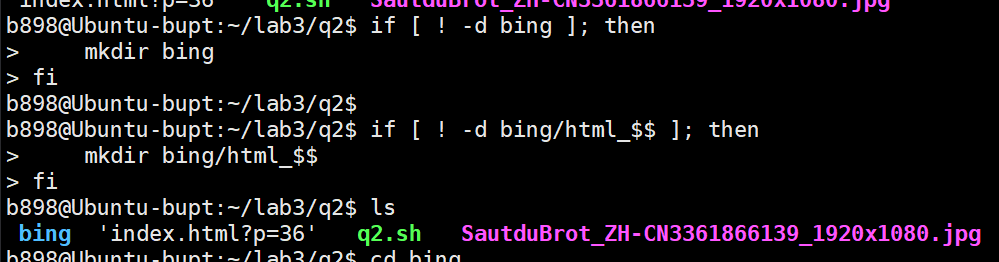 index.html?p=36' q2.sh SautduBrot_ZH-CN3361866139_1920x1080.jpg
b898@Ubuntu-bupt:~/lab3/q2$ if [ ! -d bing ]; then
>     mkdir bing
> fi
b898@Ubuntu-bupt:~/lab3/q2$
b898@Ubuntu-bupt:~/lab3/q2$ if [ ! -d bing/html_$$ ]; then
>     mkdir bing/html_$$
> fi
b898@Ubuntu-bupt:~/lab3/q2$ ls
bing  'index.html?p=36'   q2.sh   SautduBrot_ZH-CN3361866139_1920x1080.jpg
b898@Ubuntu-bupt:~/lab3/q2$ cd bing